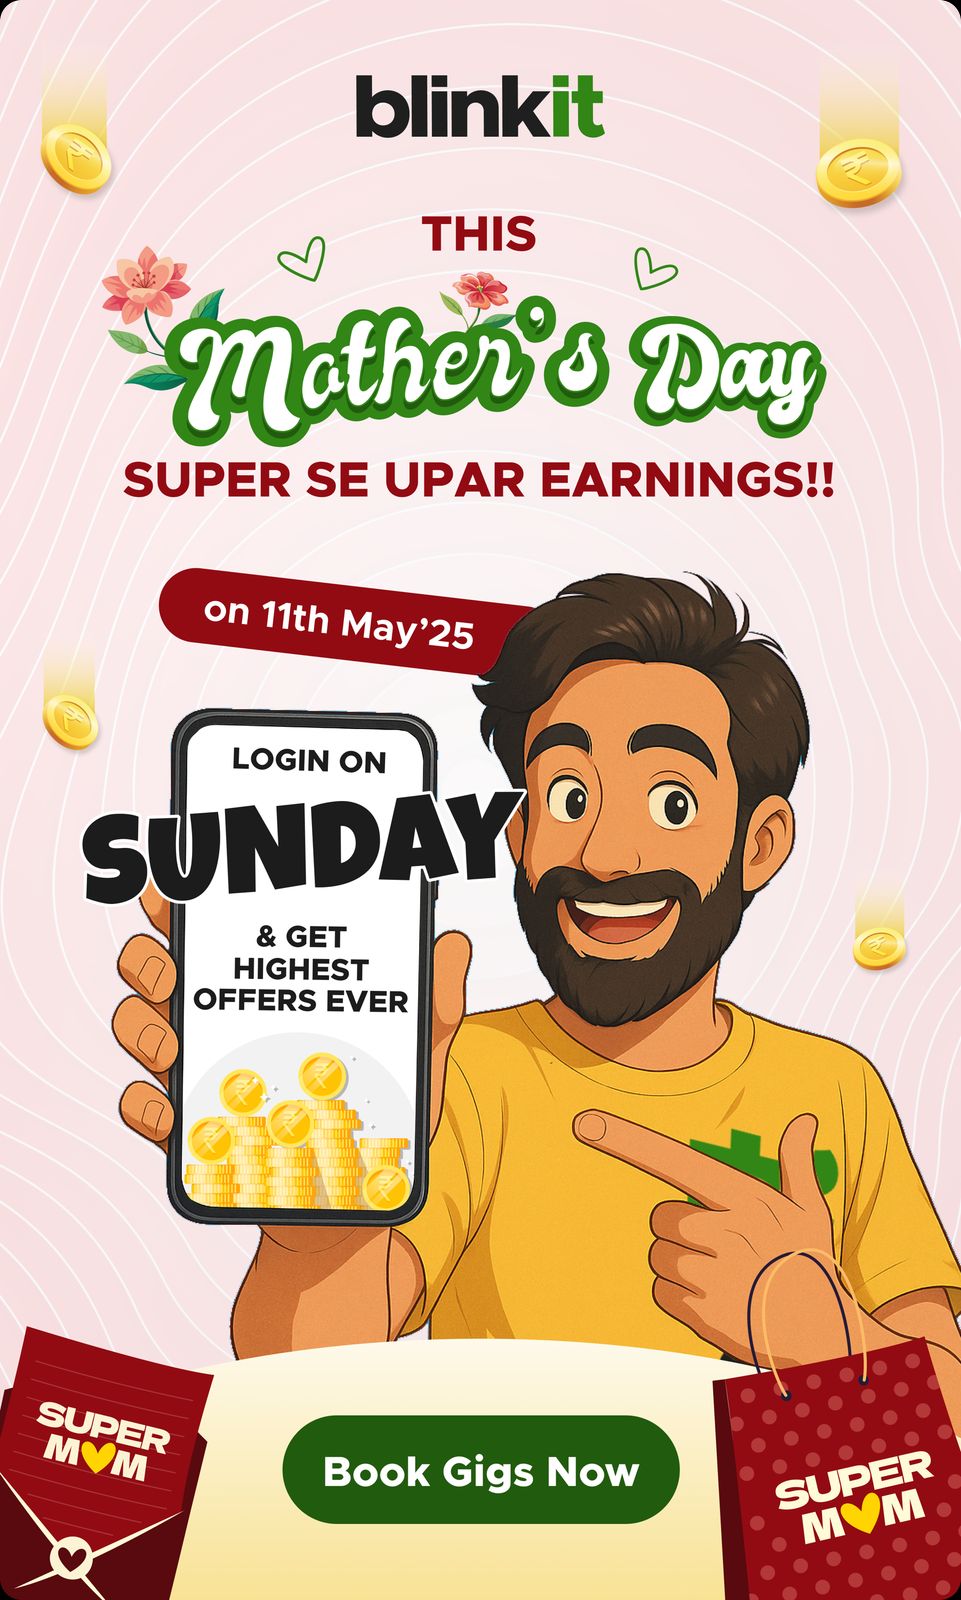 blinkit
THIS
Mother's Day
SUPER SE UPAR EARNINGS!!
on 11th May'25
LOGIN ON
SUNDAY
& GET
HIGHEST
OFFERS EVER
SUPER
MOM
Book Gigs Now
SUPER
MOM